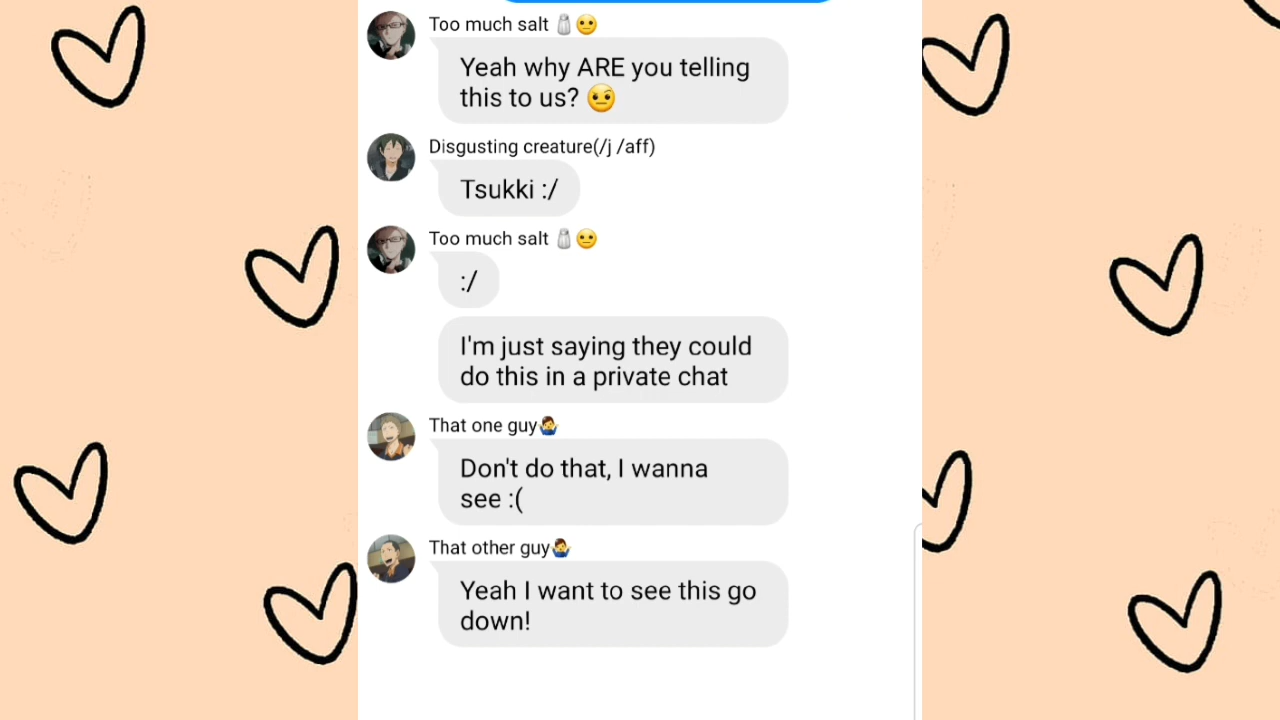 Too much salt 🧂😐
Yeah why ARE you telling
this to us? 🤨
Disgusting creature(/j /aff)
Tsukki :/
Too much salt 🧂😐
:/
I'm just saying they could
do this in a private chat
That one guy🤷‍♂️
Don't do that, I wanna
see :(
That other guy🤷‍♂️
Yeah I want to see this go
down!